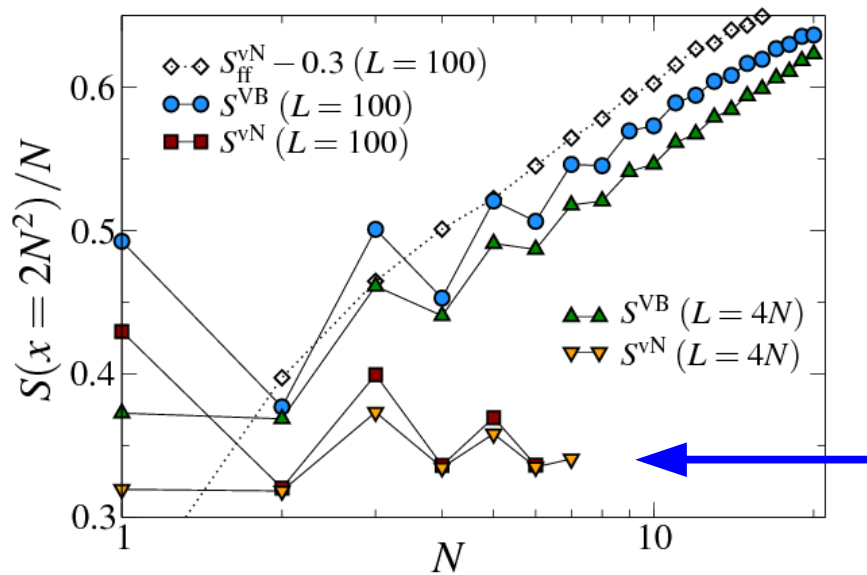 S_ff^vN − 0.3 (L = 100)
S^VB (L = 100)
S^vN (L = 100)
S^VB (L = 4N)
S^vN (L = 4N)
S(x = 2N²)/N
0.6
0.5
0.4
0.3
1
10
N